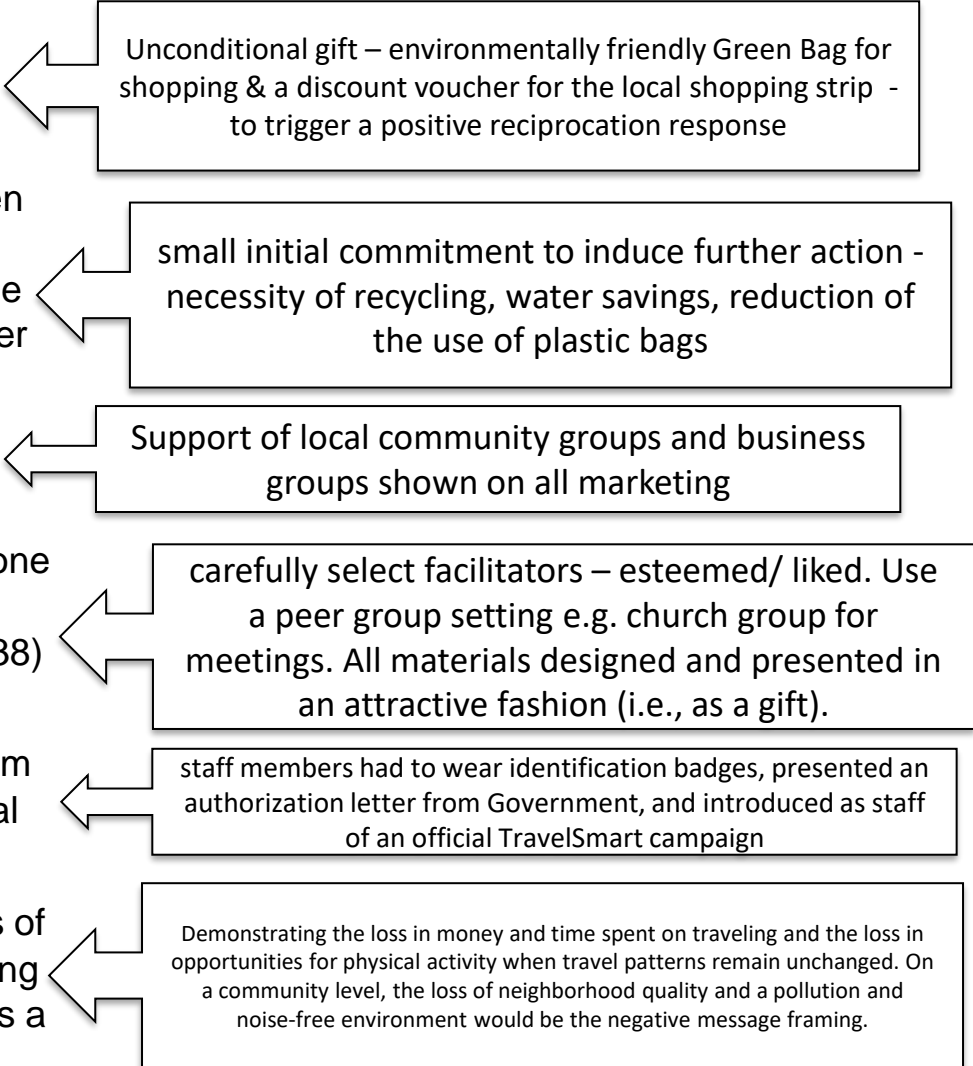 Unconditional gift – environmentally friendly Green Bag for
shopping & a discount voucher for the local shopping strip -
to trigger a positive reciprocation response
en
e
er
small initial commitment to induce further action -
necessity of recycling, water savings, reduction of
the use of plastic bags
Support of local community groups and business
groups shown on all marketing
one
38)
carefully select facilitators – esteemed/ liked. Use
a peer group setting e.g. church group for
meetings. All materials designed and presented in
an attractive fashion (i.e., as a gift).
m
al
staff members had to wear identification badges, presented an
authorization letter from Government, and introduced as staff
of an official TravelSmart campaign
s of
ng
s a
Demonstrating the loss in money and time spent on traveling and the loss in
opportunities for physical activity when travel patterns remain unchanged. On
a community level, the loss of neighborhood quality and a pollution and
noise-free environment would be the negative message framing.